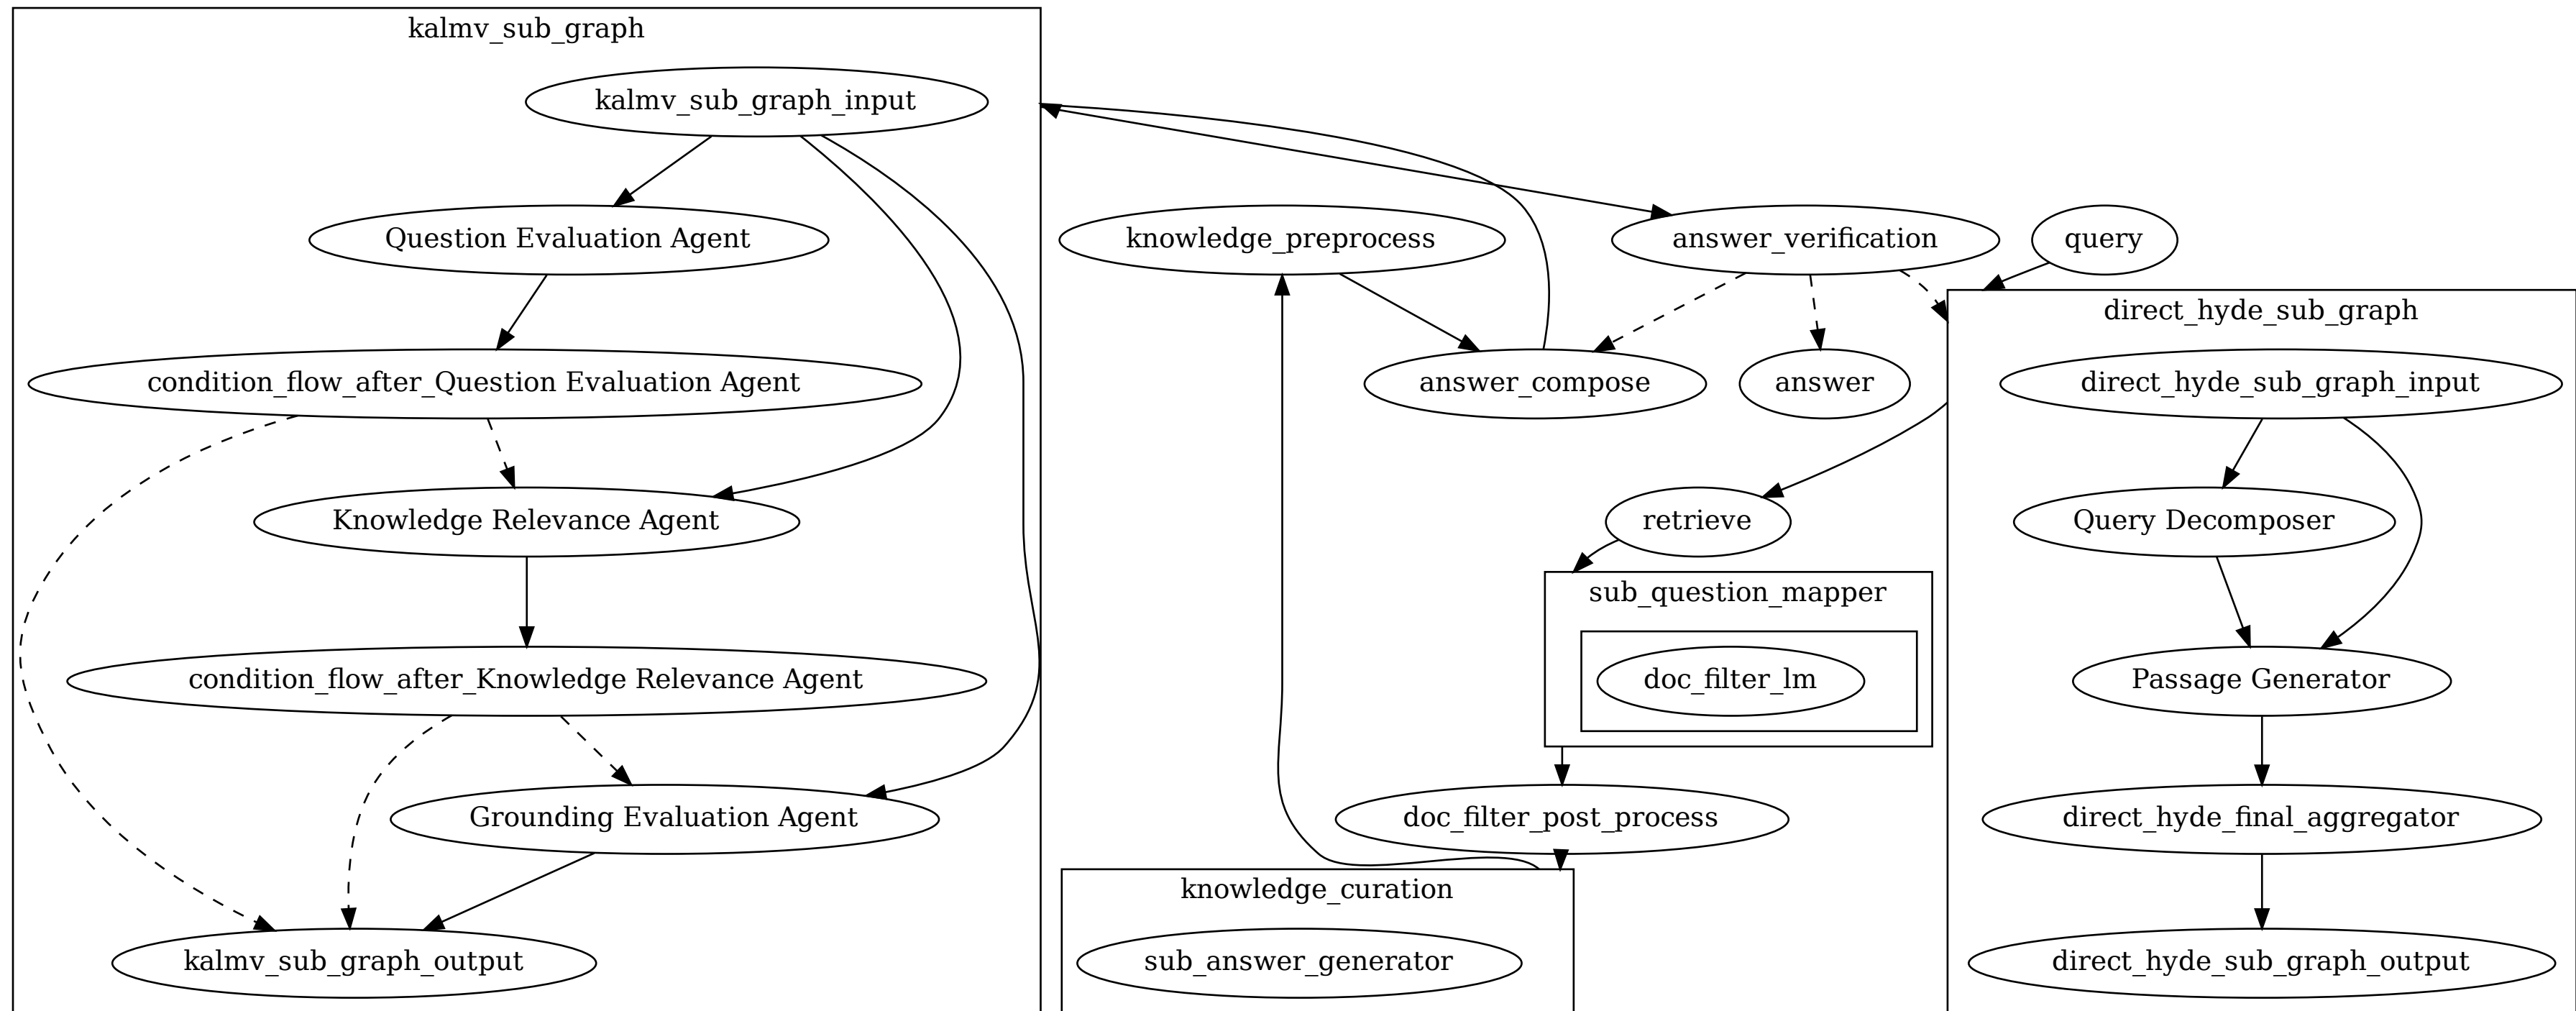 kalmv_sub_graph
kalmv_sub_graph_input
Question Evaluation Agent
condition_flow_after_Question Evaluation Agent
Knowledge Relevance Agent
condition_flow_after_Knowledge Relevance Agent
Grounding Evaluation Agent
kalmv_sub_graph_output
knowledge_preprocess
answer_verification
query
answer_compose
answer
retrieve
sub_question_mapper
doc_filter_lm
doc_filter_post_process
knowledge_curation
sub_answer_generator
direct_hyde_sub_graph
direct_hyde_sub_graph_input
Query Decomposer
Passage Generator
direct_hyde_final_aggregator
direct_hyde_sub_graph_output